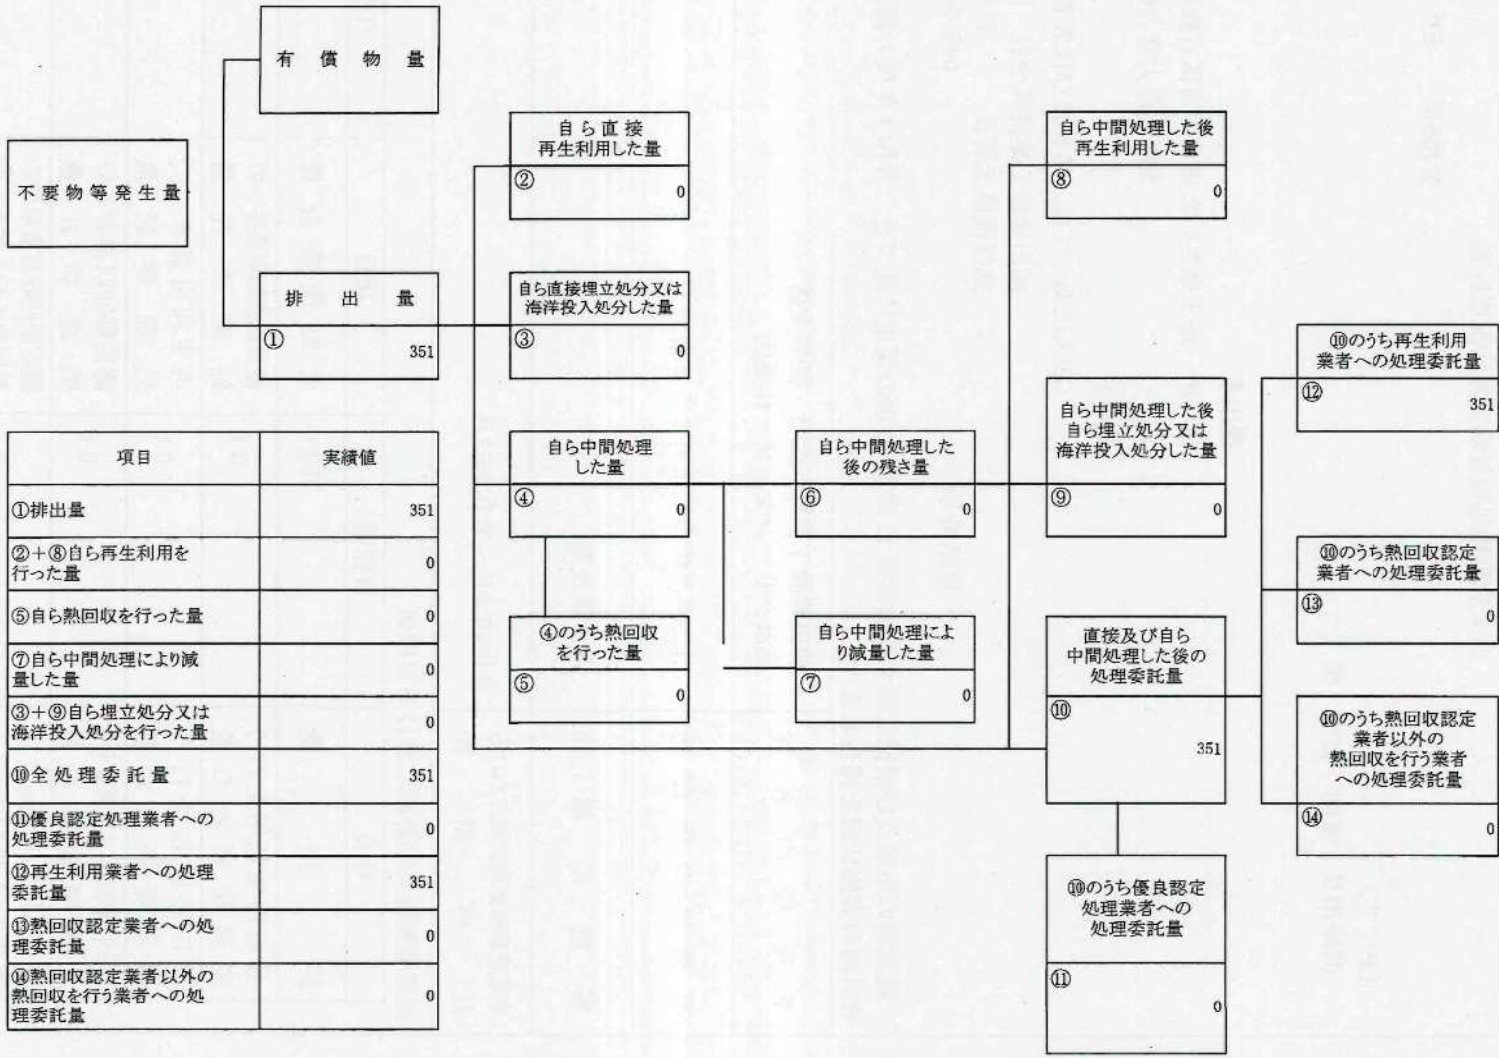 有償物量
不要物等発生量
排出量
①
351
自ら直接
再生利用した量
②
0
自ら直接埋立処分又は
海洋投入処分した量
③
0
自ら中間処理
した量
④
0
④のうち熱回収
を行った量
⑤
0
自ら中間処理した
後の残さ量
⑥
0
自ら中間処理によ
り減量した量
⑦
0
自ら中間処理した後
再生利用した量
⑧
0
自ら中間処理した後
自ら埋立処分又は
海洋投入処分した量
⑨
0
直接及び自ら
中間処理した後の
処理委託量
⑩
351
⑩のうち優良認定
処理業者への
処理委託量
⑪
0
⑩のうち再生利用
業者への処理委託量
⑫
351
⑩のうち熱回収認定
業者への処理委託量
⑬
0
⑩のうち熱回収認定
業者以外の
熱回収を行う業者
への処理委託量
⑭
0
項目 実績値
①排出量 351
②+⑧自ら再生利用を
行った量 0
⑤自ら熱回収を行った量 0
⑦自ら中間処理により減
量した量 0
③+⑨自ら埋立処分又は
海洋投入処分を行った量 0
⑩全処理委託量 351
⑪優良認定処理業者への
処理委託量 0
⑫再生利用業者への処理
委託量 351
⑬熱回収認定業者への処
理委託量 0
⑭熱回収認定業者以外の
熱回収を行う業者への処
理委託量 0